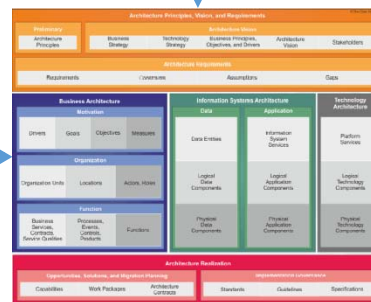 Architecture Principles, Vision, and Requirements
Preliminary
Architecture Vision
Architecture
Principles
Business
Strategy
Technology
Strategy
Business Principles,
Objectives, and Drivers
Architecture
Vision
Stakeholders
Architecture Requirements
Requirements
Constraints
Assumptions
Gaps
Business Architecture
Motivation
Drivers
Goals
Objectives
Measures
Organization
Organization Units
Locations
Actors, Roles
Function
Business
Services,
Contracts,
Service Qualities
Processes,
Events,
Controls,
Products
Functions
Information Systems Architecture
Data
Application
Data Entities
Information
System
Services
Logical
Data
Components
Logical
Application
Components
Physical
Data
Components
Physical
Application
Components
Technology
Architecture
Platform
Services
Logical
Technology
Components
Physical
Technology
Components
Architecture Realization
Opportunities, Solutions, and Migration Planning
Implementation Governance
Capabilities
Work Packages
Architecture
Contracts
Standards
Guidelines
Specifications